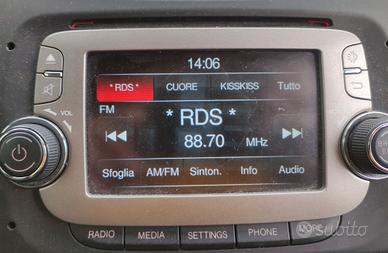 14:06
* RDS * CUORE KISSKISS Tutto
FM
* RDS *
88.70 MHz
VOL
Sfoglia AM/FM Sinton. Info Audio
RADIO MEDIA SETTINGS PHONE MORE
subito